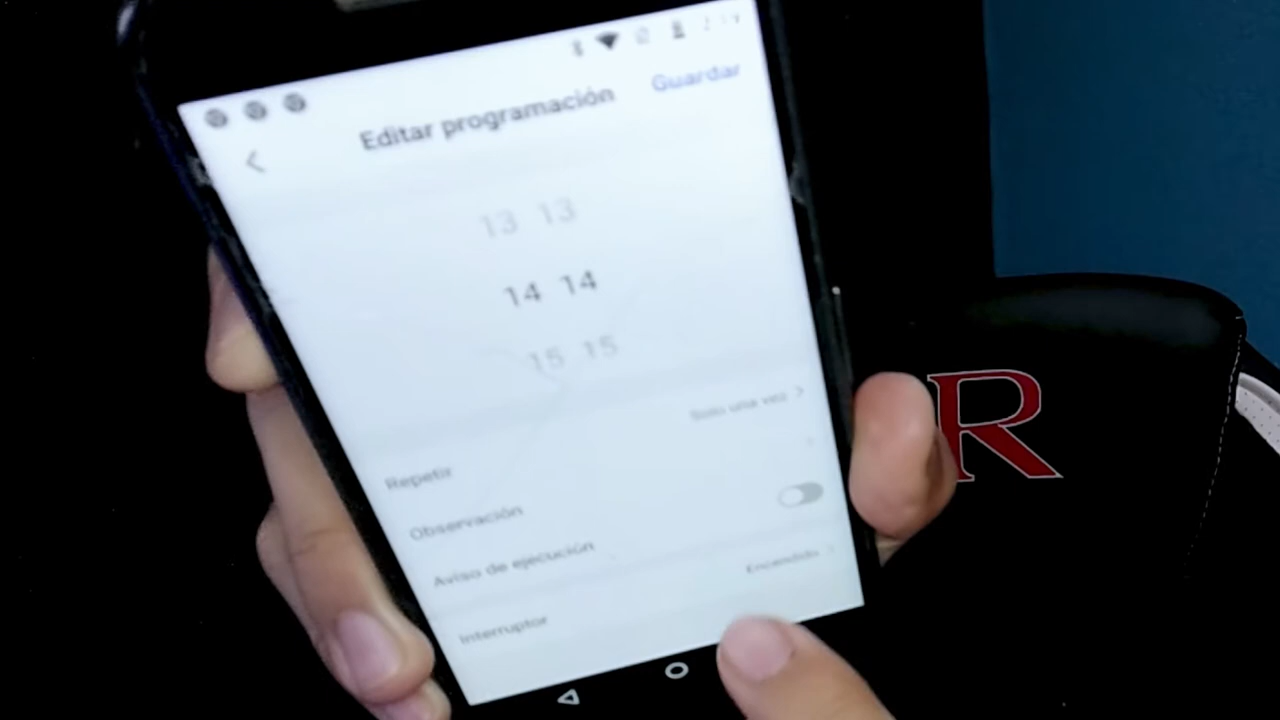 Editar programación
Guardar
13 13
14 14
15 15
Repetir
Solo una vez
Observación
Aviso de ejecución
Interruptor
Encendido
R